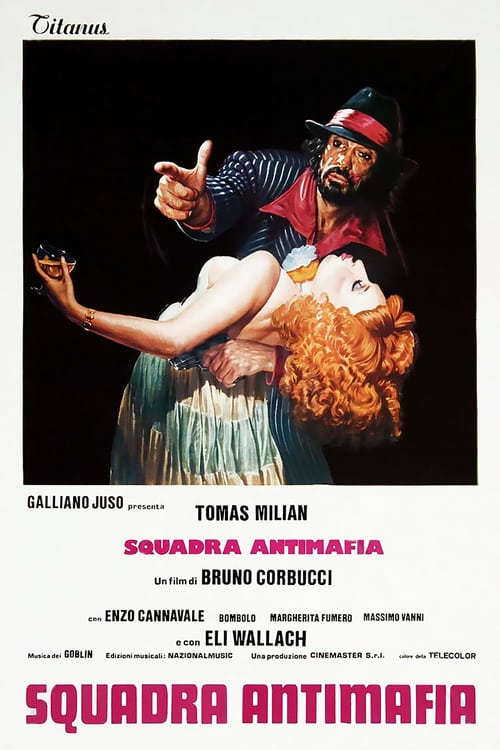 Titanus
GALLIANO JUSO presenta
TOMAS MILIAN
SQUADRA ANTIMAFIA
Un film di BRUNO CORBUCCI
con ENZO CANNAVALE BOMBOLO MARGHERITA FUMERO MASSIMO VANNI
e con ELI WALLACH
Musica dei GOBLIN Edizioni musicali: NAZIONALMUSIC Una produzione CINEMASTER S.r.l. colore della TELECOLOR
SQUADRA ANTIMAFIA